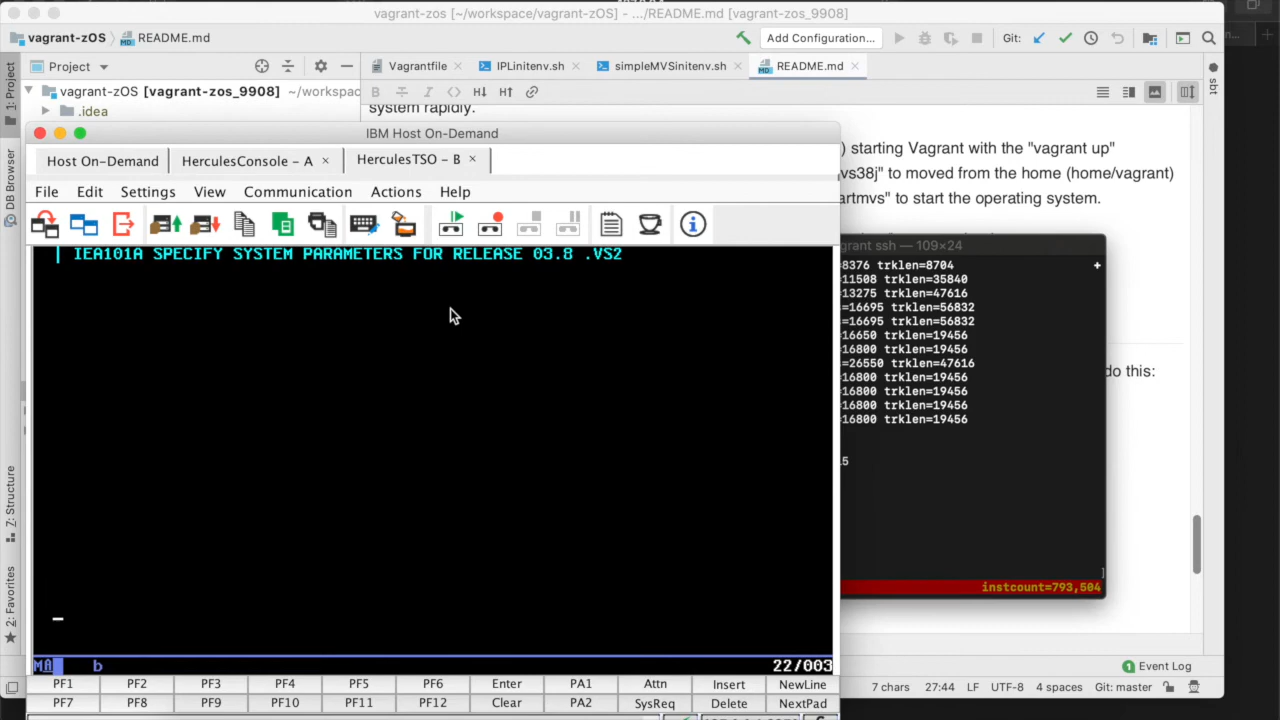 vagrant-zos [~/workspace/vagrant-zOS] - .../README.md [vagrant-zos_9908]
vagrant-zOS README.md
Add Configuration...
Git:
Project
Vagrantfile
IPLinitenv.sh
simpleMVSinitenv.sh
README.md
vagrant-zOS [vagrant-zos_9908] ~/workspac
.idea
system rapidly.
1: Project
DB Browser
7: Structure
2: Favorites
sbt
IBM Host On-Demand
Host On-Demand
HerculesConsole - A
HerculesTSO - B
File Edit Settings View Communication Actions Help
| IEA101A SPECIFY SYSTEM PARAMETERS FOR RELEASE 03.8 .VS2
MA b 22/003
PF1 PF2 PF3 PF4 PF5 PF6 Enter PA1 Attn Insert NewLine
PF7 PF8 PF9 PF10 PF11 PF12 Clear PA2 SysReq Delete NextPad
) starting Vagrant with the "vagrant up"
vs38j" to moved from the home (home/vagrant)
artmvs" to start the operating system.
grant ssh — 109×24
=8376 trklen=8704
=11508 trklen=35840
=13275 trklen=47616
=16695 trklen=56832
=16695 trklen=56832
=16650 trklen=19456
=16800 trklen=19456
=26550 trklen=47616
=16800 trklen=19456
=16800 trklen=19456
=16800 trklen=19456
=16800 trklen=19456
15
instcount=793,504
do this:
1 Event Log
7 chars 27:44 LF UTF-8 4 spaces Git: master